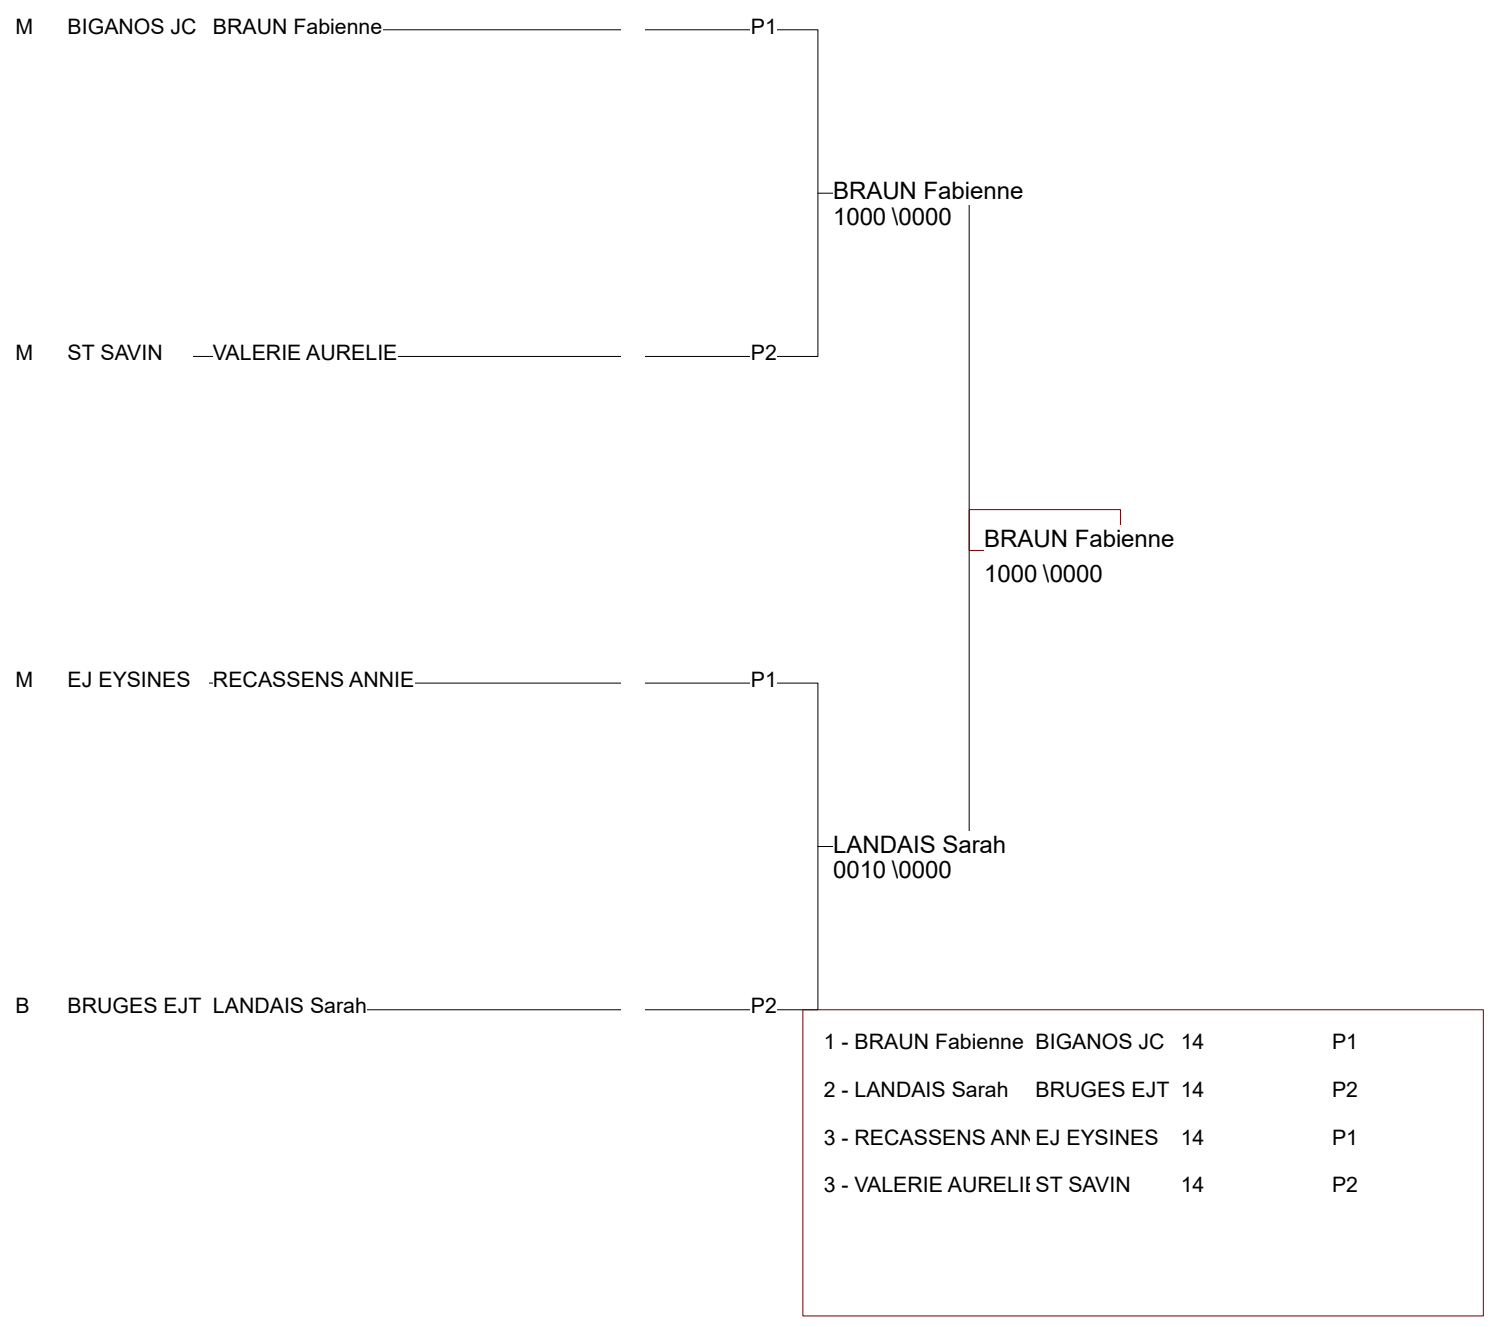 M BIGANOS JC BRAUN Fabienne P1
BRAUN Fabienne
1000 \0000
M ST SAVIN VALERIE AURELIE P2
BRAUN Fabienne
1000 \0000
M EJ EYSINES RECASSENS ANNIE P1
LANDAIS Sarah
0010 \0000
B BRUGES EJT LANDAIS Sarah P2
1 - BRAUN Fabienne BIGANOS JC 14 P1
2 - LANDAIS Sarah BRUGES EJT 14 P2
3 - RECASSENS ANN EJ EYSINES 14 P1
3 - VALERIE AURELIE ST SAVIN 14 P2